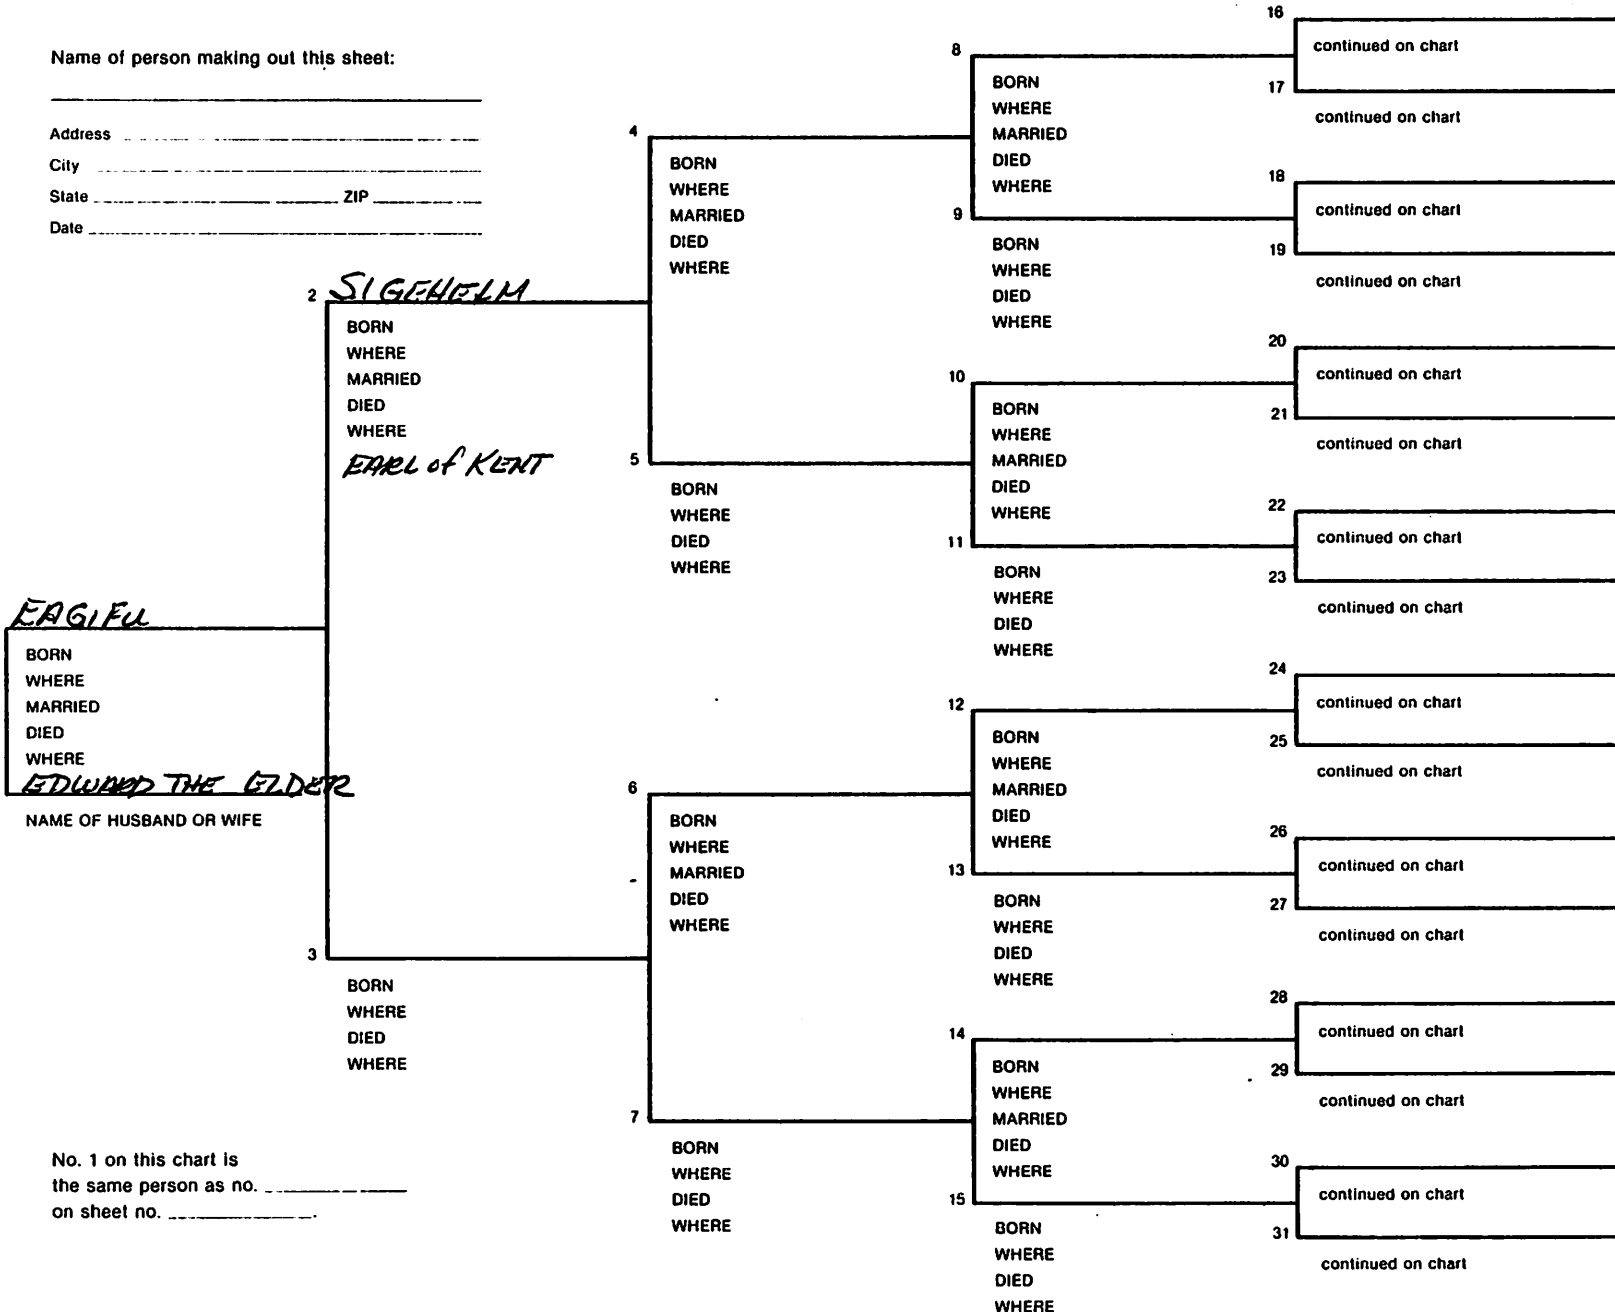 Name of person making out this sheet:
Address
City
State ZIP
Date
EAGIFU
BORN
WHERE
MARRIED
DIED
WHERE
EDWARD THE ELDER
NAME OF HUSBAND OR WIFE
2 SIGEHELM
BORN
WHERE
MARRIED
DIED
WHERE
EARL of KENT
3
BORN
WHERE
DIED
WHERE
No. 1 on this chart is
the same person as no.
on sheet no.
4
BORN
WHERE
MARRIED
DIED
WHERE
5
BORN
WHERE
DIED
WHERE
6
BORN
WHERE
MARRIED
DIED
WHERE
7
BORN
WHERE
DIED
WHERE
8
BORN
WHERE
MARRIED
DIED
WHERE
9
BORN
WHERE
DIED
WHERE
10
BORN
WHERE
MARRIED
DIED
WHERE
11
BORN
WHERE
DIED
WHERE
12
BORN
WHERE
MARRIED
DIED
WHERE
13
BORN
WHERE
DIED
WHERE
14
BORN
WHERE
MARRIED
DIED
WHERE
15
BORN
WHERE
DIED
WHERE
16
continued on chart
17
continued on chart
18
continued on chart
19
continued on chart
20
continued on chart
21
continued on chart
22
continued on chart
23
continued on chart
24
continued on chart
25
continued on chart
26
continued on chart
27
continued on chart
28
continued on chart
29
continued on chart
30
continued on chart
31
continued on chart